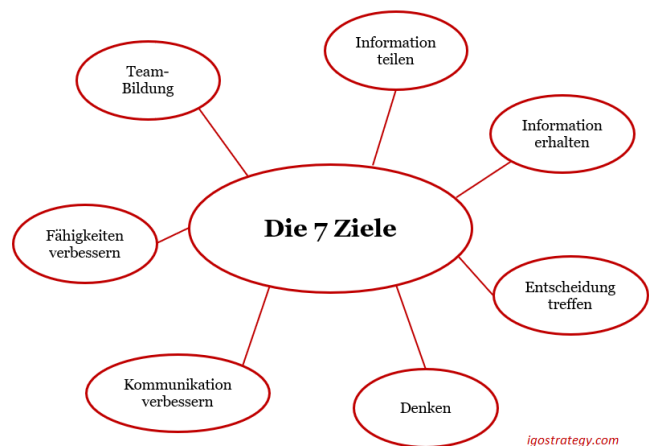 Information
teilen
Team-
Bildung
Information
erhalten
Die 7 Ziele
Fähigkeiten
verbessern
Entscheidung
treffen
Kommunikation
verbessern
Denken
igostrategy.com